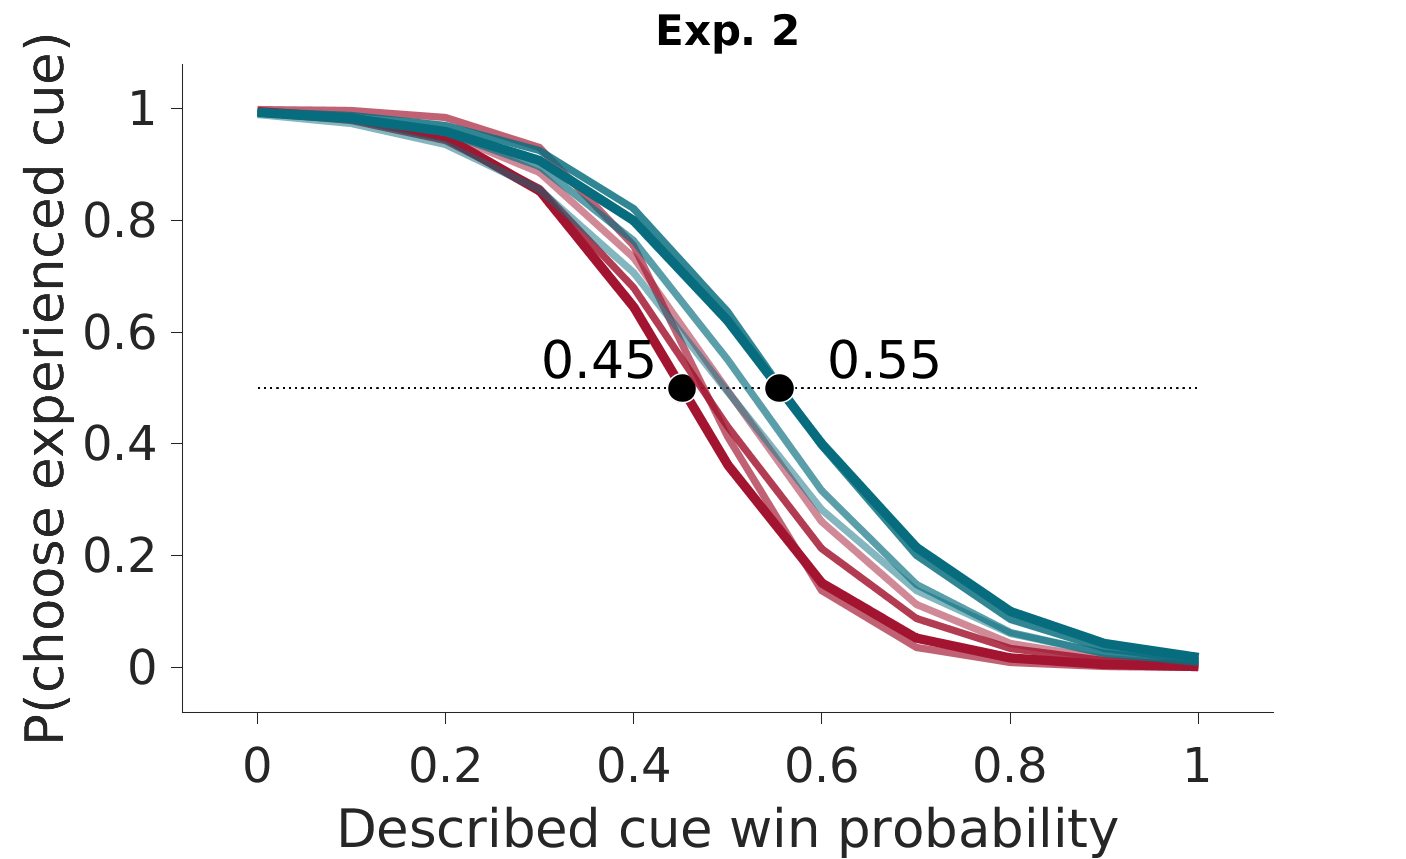 Exp. 2
P(choose experienced cue)
1
0.8
0.6
0.4
0.2
0
0.45
0.55
0 0.2 0.4 0.6 0.8 1
Described cue win probability